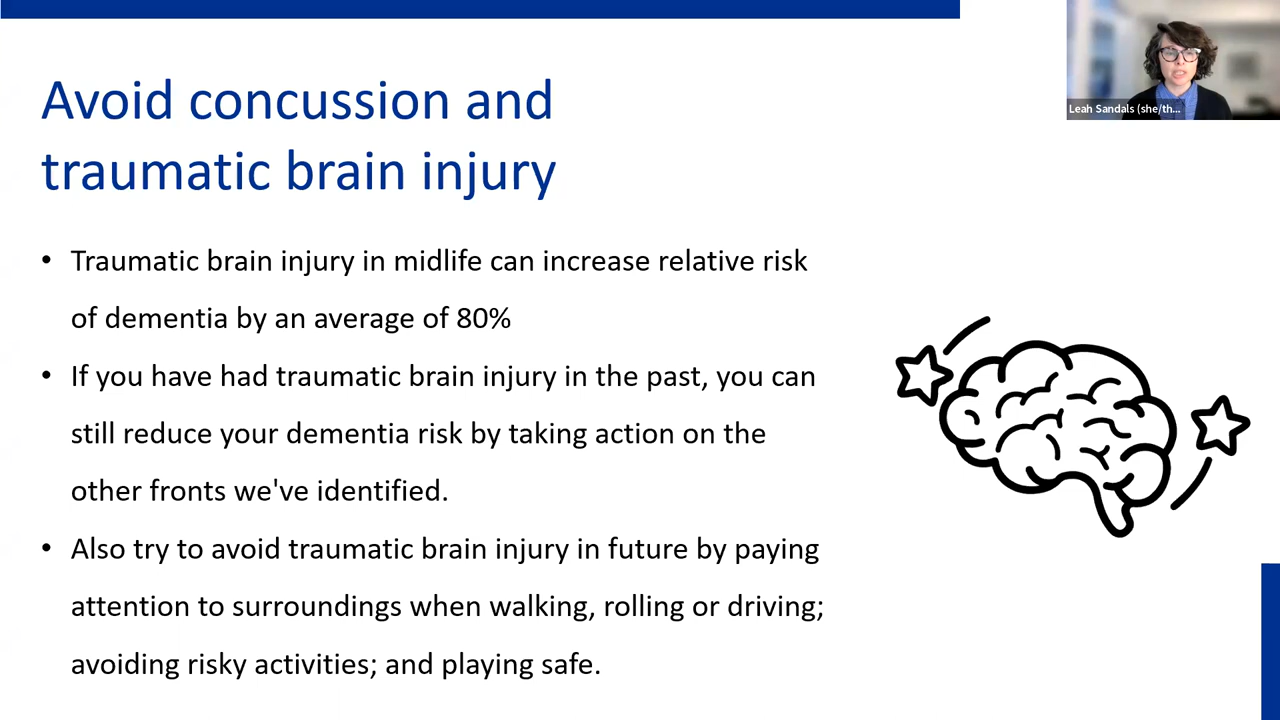 Leah Sandals (she/th...
Avoid concussion and
traumatic brain injury
• Traumatic brain injury in midlife can increase relative risk
of dementia by an average of 80%
• If you have had traumatic brain injury in the past, you can
still reduce your dementia risk by taking action on the
other fronts we've identified.
• Also try to avoid traumatic brain injury in future by paying
attention to surroundings when walking, rolling or driving;
avoiding risky activities; and playing safe.